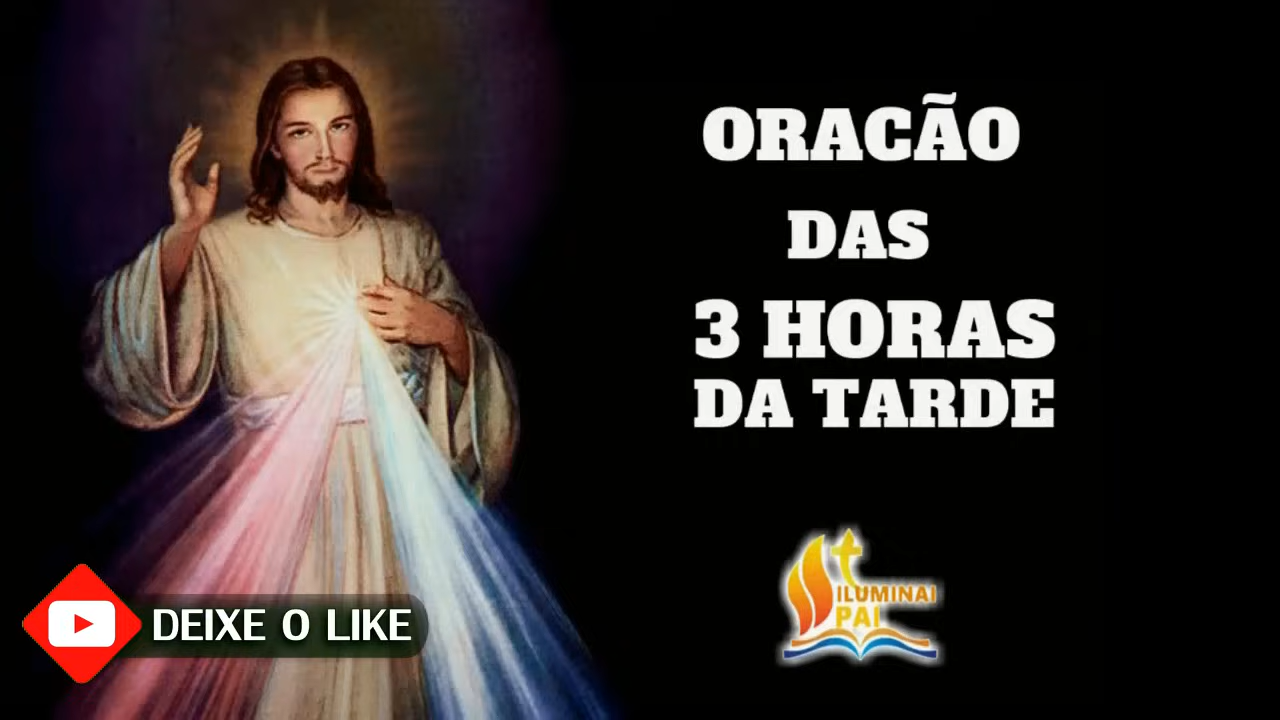 ORACÃO
DAS
3 HORAS
DA TARDE
ILUMINAI
PAI
DEIXE O LIKE